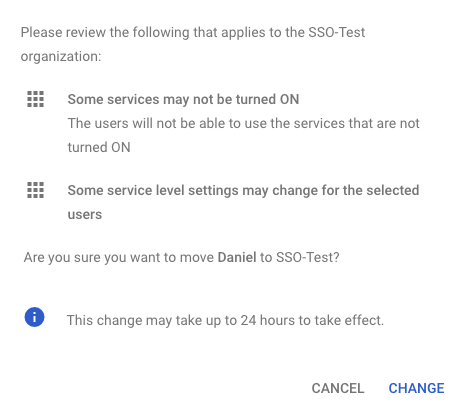 Please review the following that applies to the SSO-Test
organization:
Some services may not be turned ON
The users will not be able to use the services that are not
turned ON
Some service level settings may change for the selected
users
Are you sure you want to move Daniel to SSO-Test?
This change may take up to 24 hours to take effect.
CANCEL CHANGE